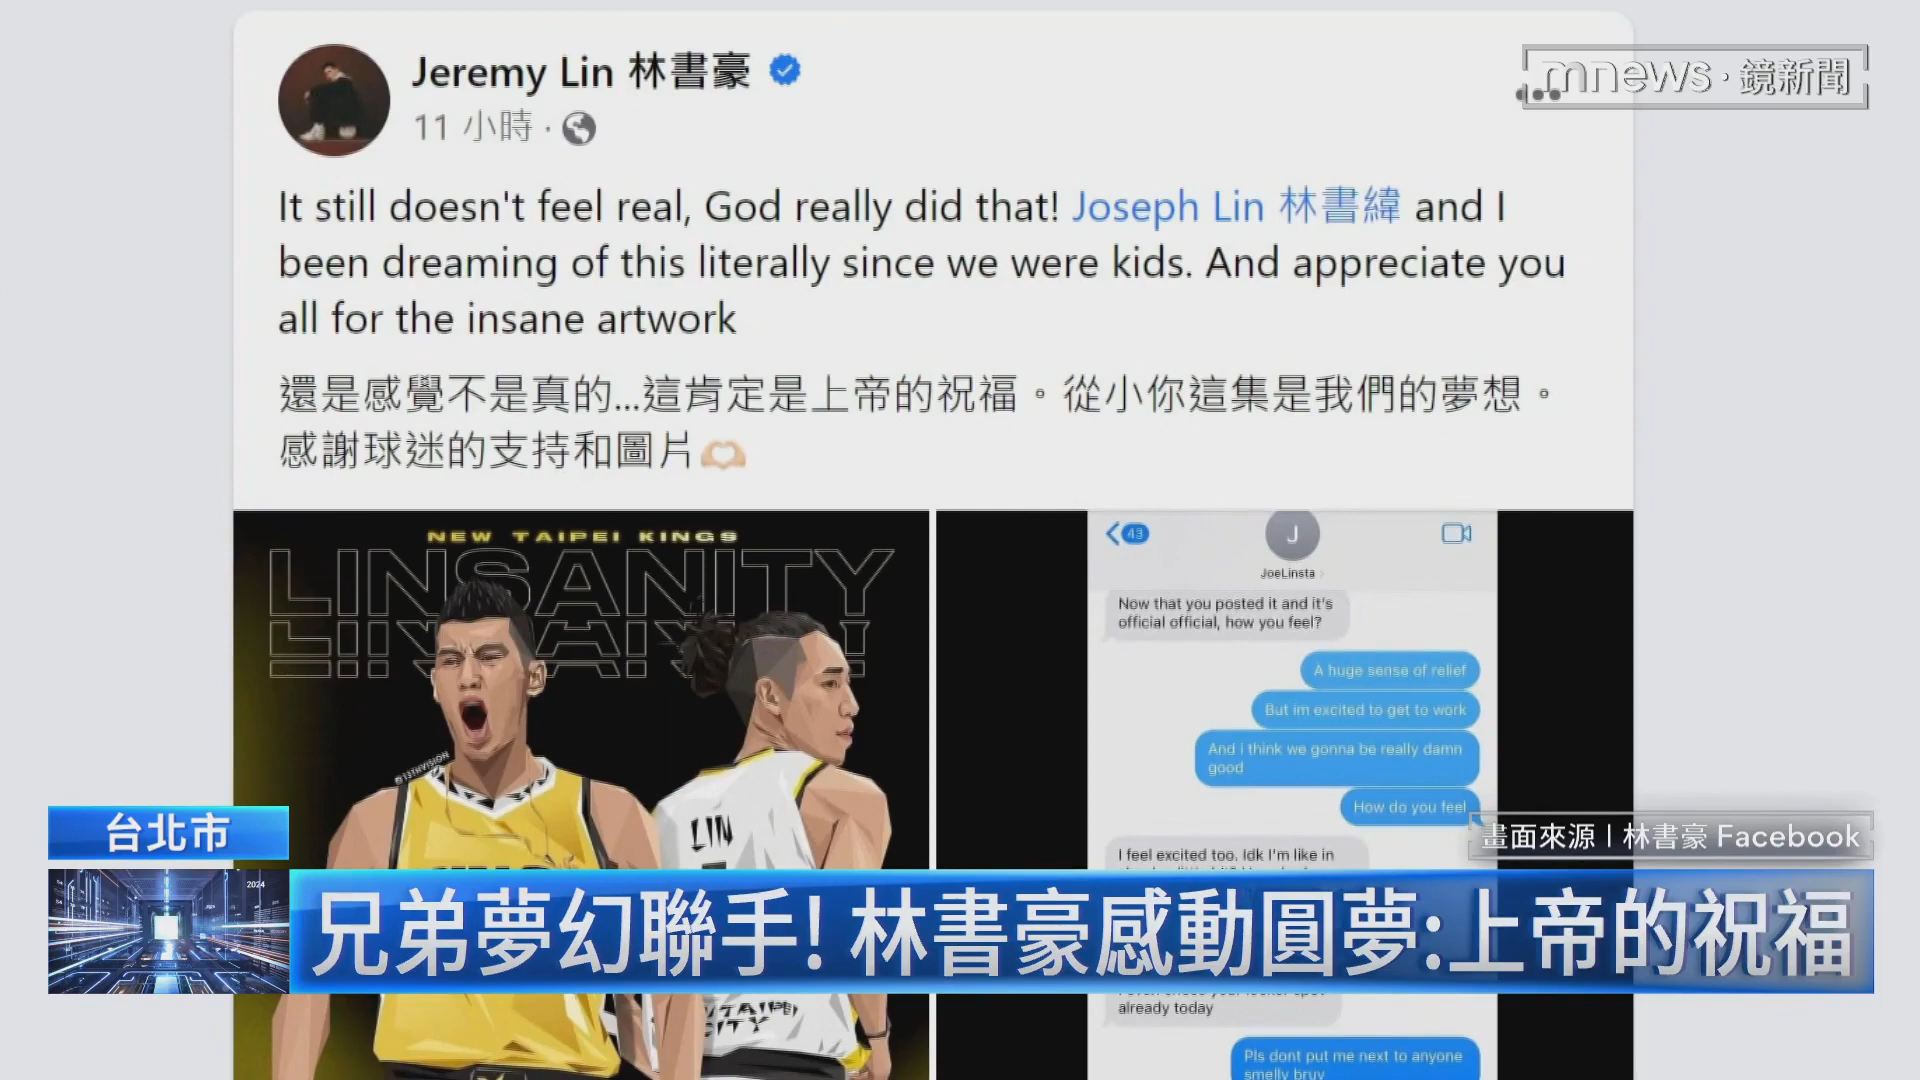 Jeremy Lin 林書豪
11 小時 ·
mnews · 鏡新聞
It still doesn't feel real, God really did that! Joseph Lin 林書緯 and I
been dreaming of this literally since we were kids. And appreciate you
all for the insane artwork
還是感覺不是真的...這肯定是上帝的祝福。從小你這集是我們的夢想。
感謝球迷的支持和圖片
NEW TAIPEI KINGS
LINSANITY
@13THVISION
LIN
43
J
JoeLinsta
Now that you posted it and it's
official official, how you feel?
A huge sense of relief
But im excited to get to work
And i think we gonna be really damn
good
How do you feel
I feel excited too. Idk I'm like in
already today
Pls dont put me next to anyone
smelly bruv
畫面來源 | 林書豪 Facebook
台北市
2024
兄弟夢幻聯手! 林書豪感動圓夢:上帝的祝福